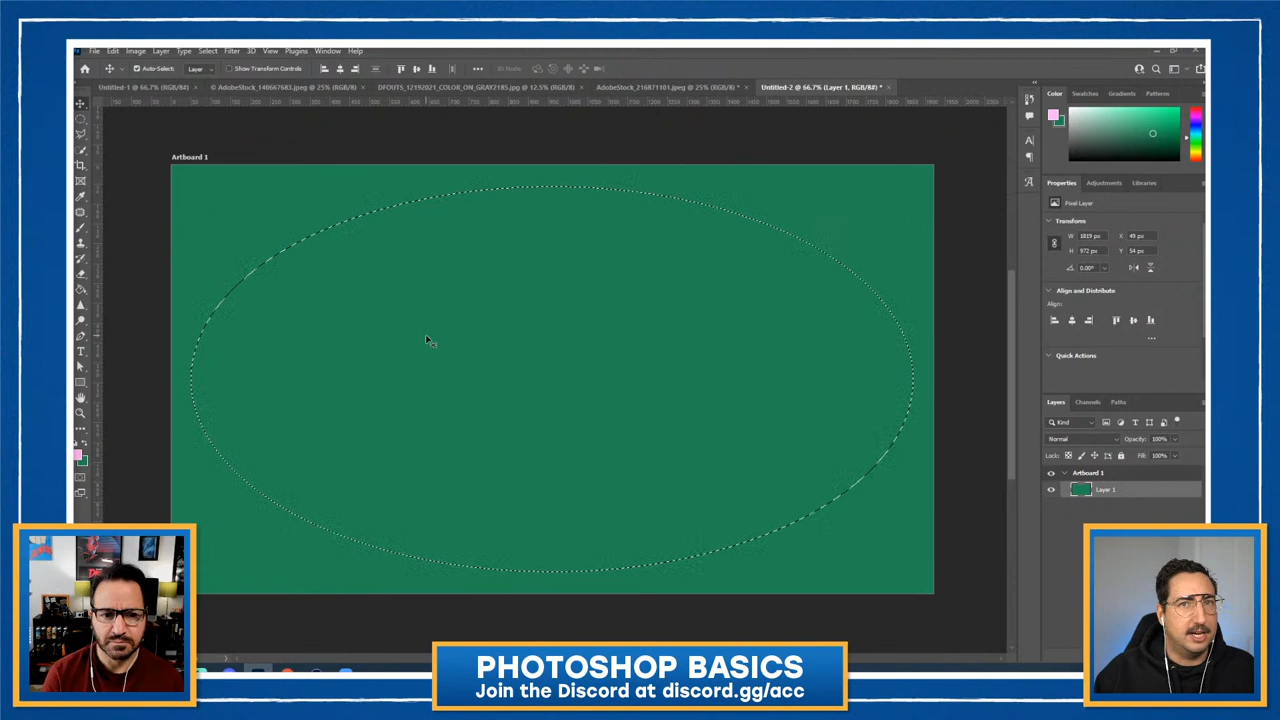 File Edit Image Layer Type Select Filter 3D View Plugins Window Help
Auto-Select: Layer Show Transform Controls 3D Mode:
Untitled-1 @ 66.7% (RGB/8#) × © AdobeStock_140667683.jpeg @ 25% (RGB/8#) × DFOUTS_12192021_COLOR_ON_GRAY2185.jpg @ 12.5% (RGB/8#) × AdobeStock_216871101.jpeg @ 25% (RGB/8#) * × Untitled-2 @ 66.7% (Layer 1, RGB/8#) * ×
Artboard 1
Color Swatches Gradients Patterns
Properties Adjustments Libraries
Pixel Layer
Transform
W 1819 px X 49 px
H 972 px Y 54 px
0.00°
Align and Distribute
Align:
Quick Actions
Layers Channels Paths
Kind
Normal Opacity: 100%
Lock: Fill: 100%
Artboard 1
Layer 1
PHOTOSHOP BASICS
Join the Discord at discord.gg/acc